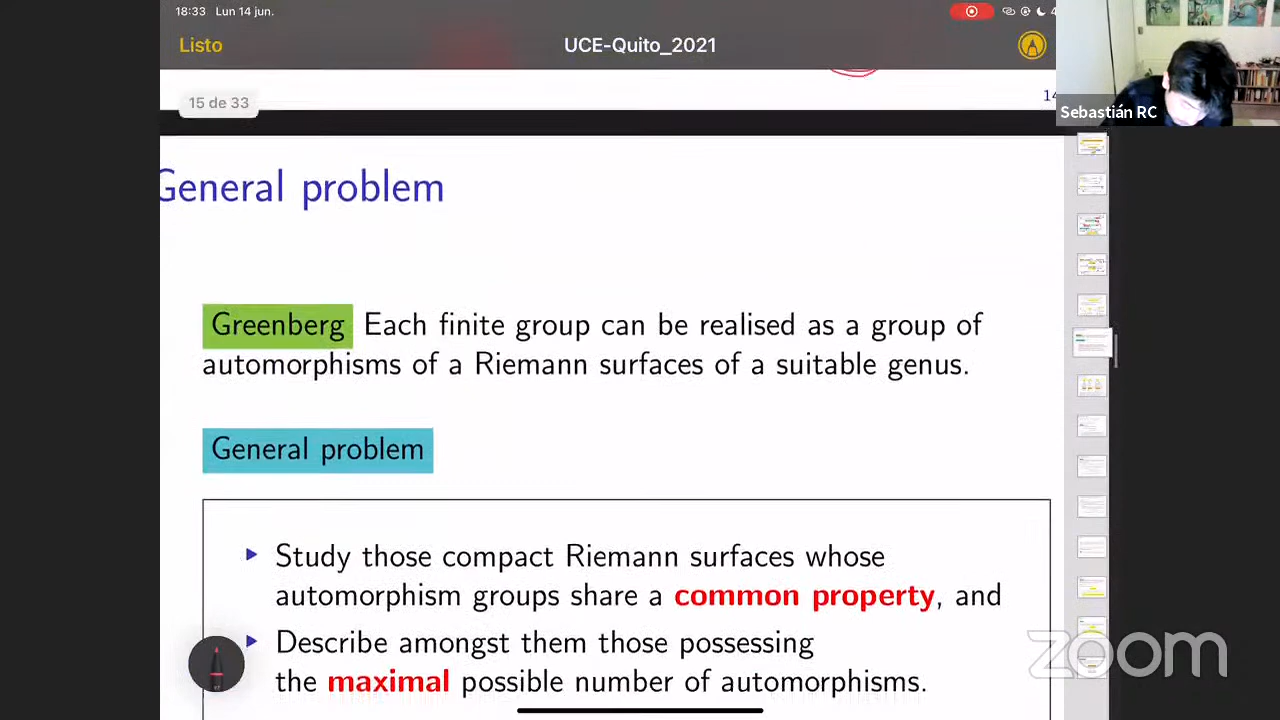 18:33 Lun 14 jun.
Listo
UCE-Quito_2021
15 de 33
Sebastián RC
General problem
Greenberg Each finite group can be realised as a group of
automorphisms of a Riemann surfaces of a suitable genus.
General problem
Study those compact Riemann surfaces whose
automorphism groups share a common property, and
Describe amongst them those possessing
the maximal possible number of automorphisms.
zoom